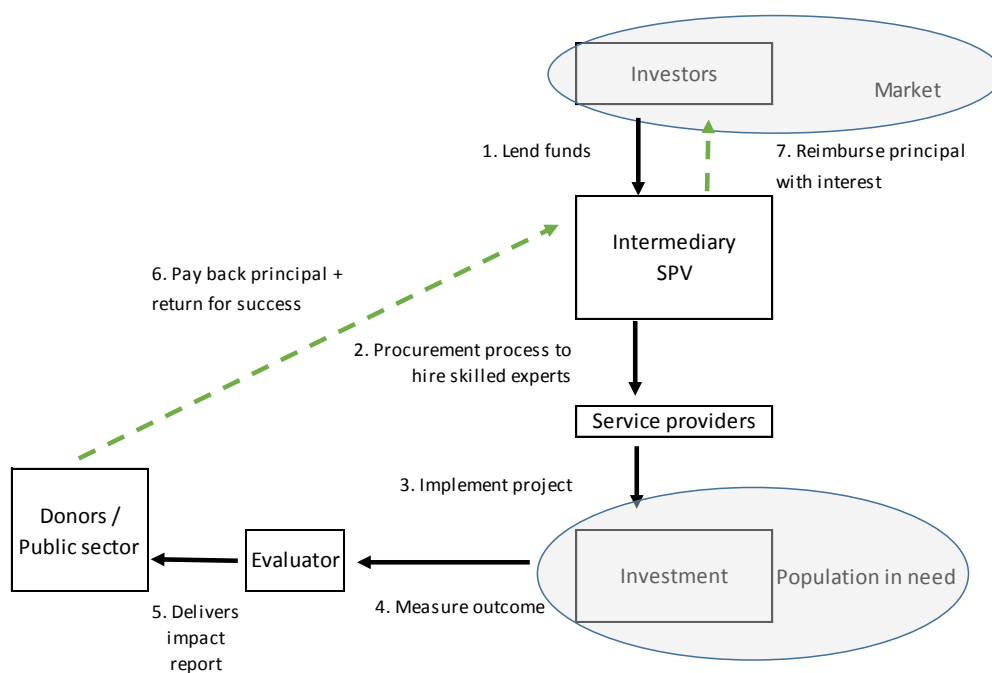 Investors
Market
1. Lend funds
7. Reimburse principal
with interest
Intermediary
SPV
6. Pay back principal +
return for success
2. Procurement process to
hire skilled experts
Service providers
3. Implement project
Donors /
Public sector
Evaluator
Investment
Population in need
4. Measure outcome
5. Delivers
impact
report